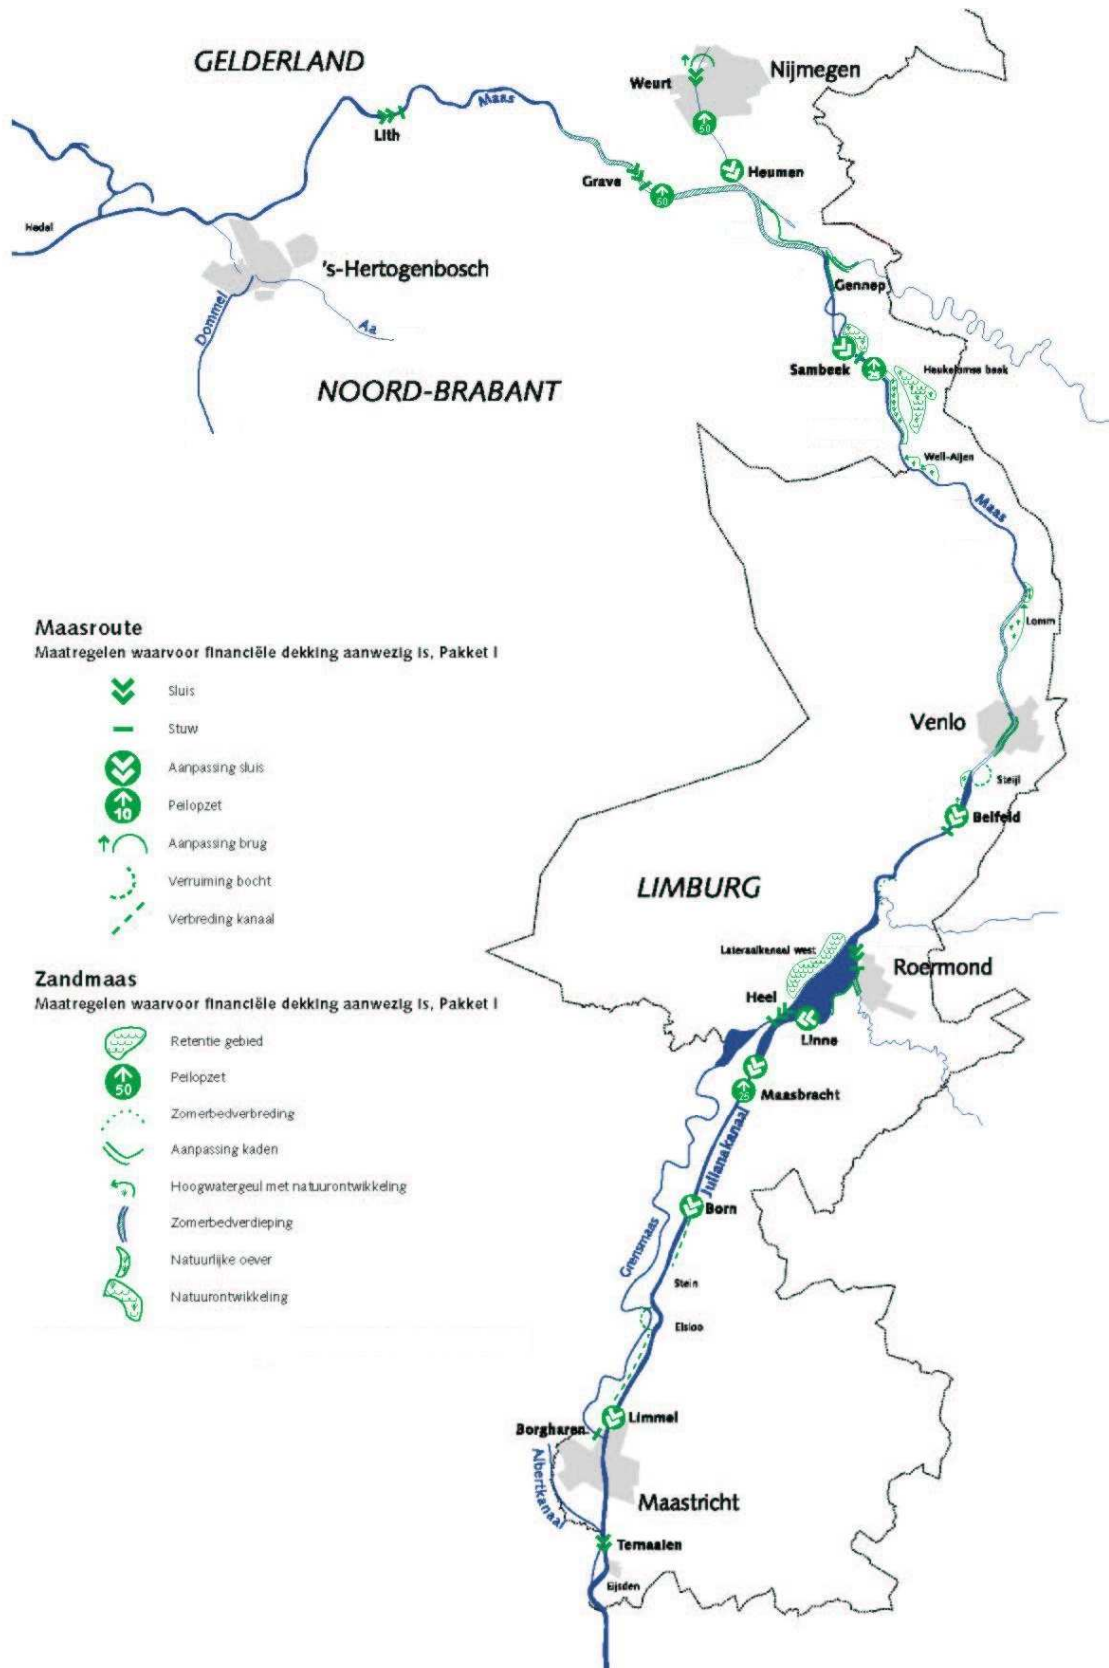 GELDERLAND
Nijmegen
Weurt
50
Maas
Lith
Heumen
Grave
50
Hedel
's-Hertogenbosch
Gennep
Dommel
Aa
Sambeek
25
Heukelomse beek
NOORD-BRABANT
Well-Aijen
Maas
Lomm
Maasroute
Maatregelen waarvoor financiële dekking aanwezig is, Pakket I
Sluis
Stuw
Aanpassing sluis
10
Peilopzet
Aanpassing brug
Verruiming bocht
Verbreding kanaal
Venlo
Steijl
Belfeld
LIMBURG
Lateraalkanaal west
Roermond
Heel
Linne
Maasbracht
25
Julianakanaal
Born
Grensmaas
Stein
Elsloo
Zandmaas
Maatregelen waarvoor financiële dekking aanwezig is, Pakket I
Retentie gebied
50
Peilopzet
Zomerbedverbreding
Aanpassing kaden
Hoogwatergeul met natuurontwikkeling
Zomerbedverdieping
Natuurlijke oever
Natuurontwikkeling
Limmel
Borgharen
Albertkanaal
Maastricht
Ternaaien
Eijsden